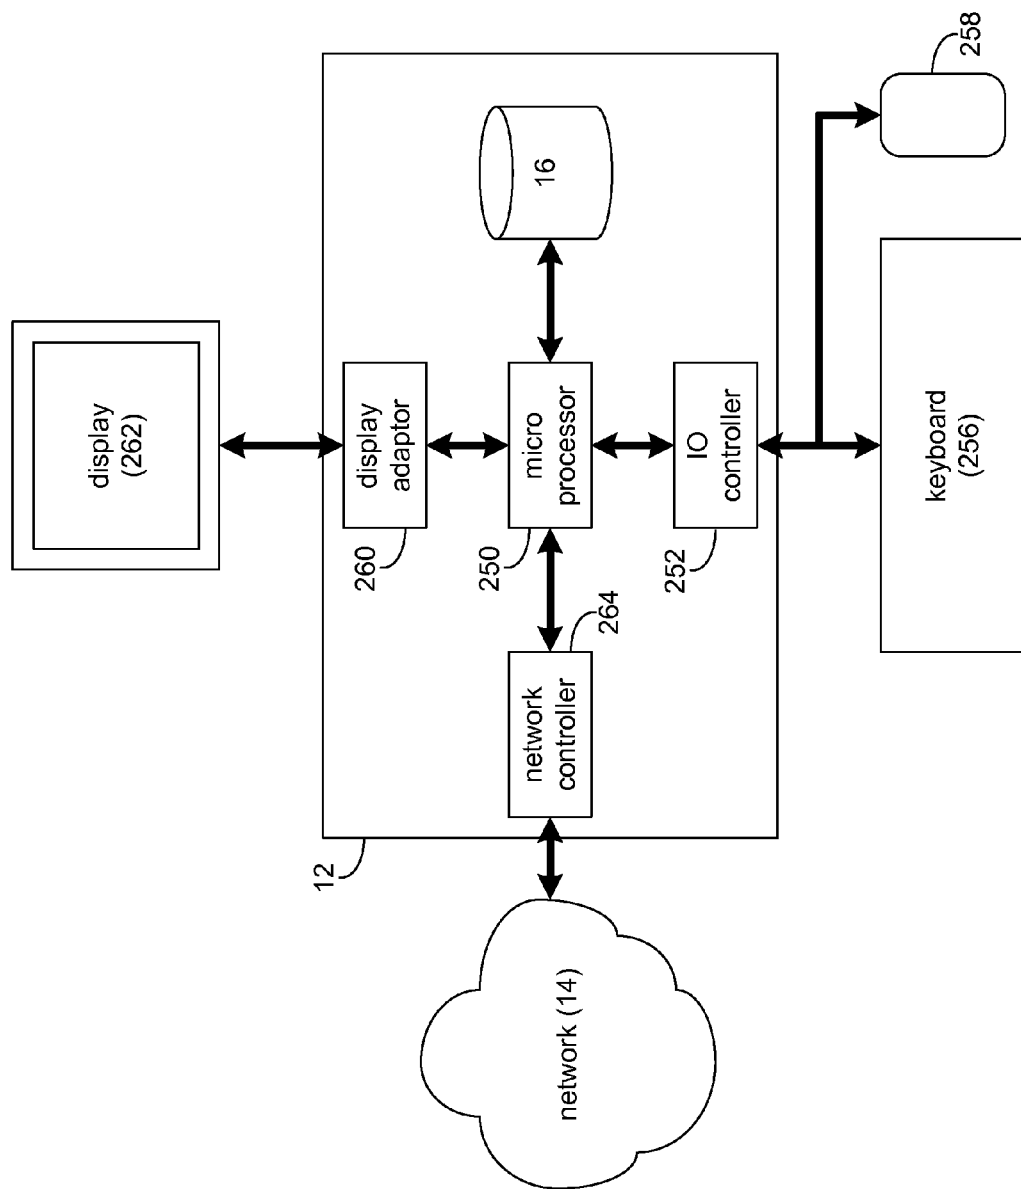 display
(262)
display
adaptor
260
micro
processor
250
16
IO
controller
252
network
controller
264
12
network (14)
keyboard
(256)
258